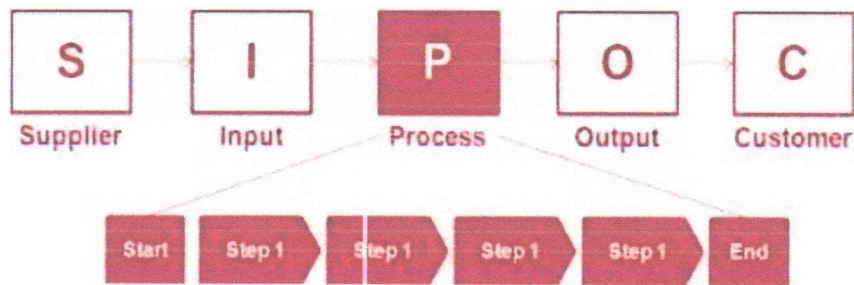 S I P O C
Supplier Input Process Output Customer
Start Step 1 Step 1 Step 1 Step 1 End